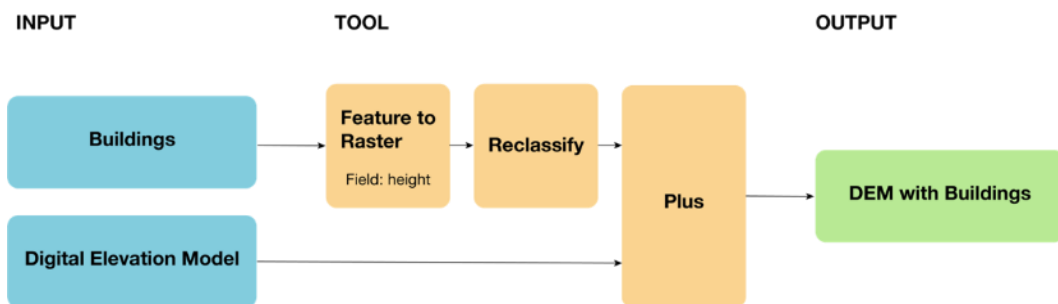 INPUT
TOOL
OUTPUT
Buildings
Feature to
Raster
Field: height
Reclassify
Plus
DEM with Buildings
Digital Elevation Model